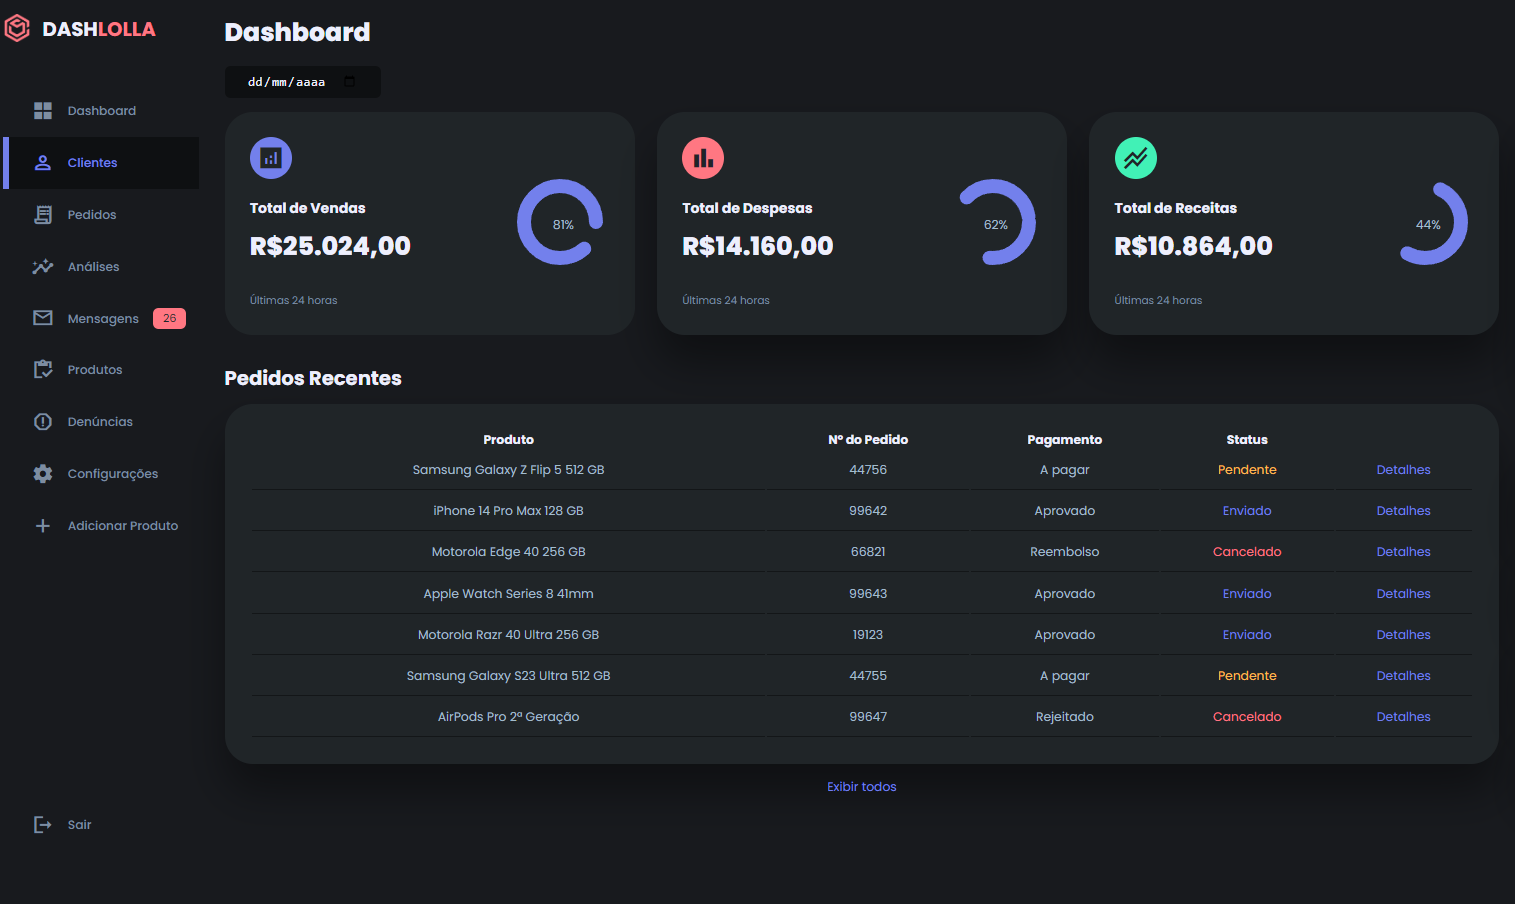 DASHLOLLA
Dashboard
Clientes
Pedidos
Análises
Mensagens 26
Produtos
Denúncias
Configurações
Adicionar Produto
Sair
Dashboard
dd/mm/aaaa
Total de Vendas
R$25.024,00
81%
Últimas 24 horas
Total de Despesas
R$14.160,00
62%
Últimas 24 horas
Total de Receitas
R$10.864,00
44%
Últimas 24 horas
Pedidos Recentes
Produto Nº do Pedido Pagamento Status
Samsung Galaxy Z Flip 5 512 GB 44756 A pagar Pendente Detalhes
iPhone 14 Pro Max 128 GB 99642 Aprovado Enviado Detalhes
Motorola Edge 40 256 GB 66821 Reembolso Cancelado Detalhes
Apple Watch Series 8 41mm 99643 Aprovado Enviado Detalhes
Motorola Razr 40 Ultra 256 GB 19123 Aprovado Enviado Detalhes
Samsung Galaxy S23 Ultra 512 GB 44755 A pagar Pendente Detalhes
AirPods Pro 2ª Geração 99647 Rejeitado Cancelado Detalhes
Exibir todos